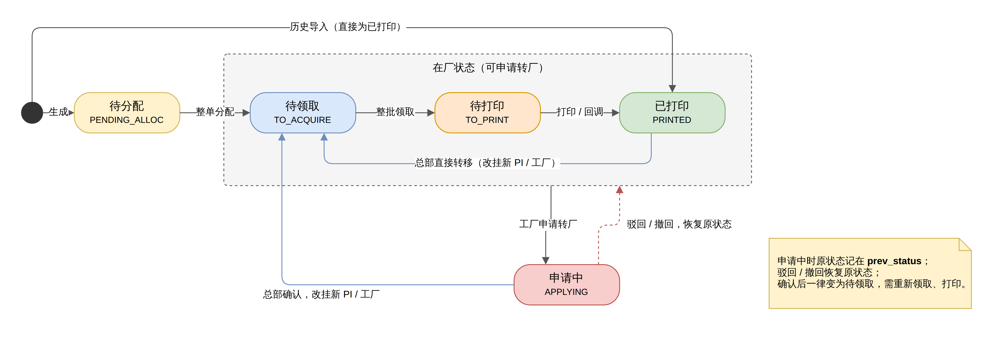 历史导入（直接为已打印）
在厂状态（可申请转厂）
生成
待分配
PENDING_ALLOC
整单分配
待领取
TO_ACQUIRE
整批领取
待打印
TO_PRINT
打印 / 回调
已打印
PRINTED
总部直接转移（改挂新 PI / 工厂）
工厂申请转厂
驳回 / 撤回，恢复原状态
申请中
APPLYING
总部确认，改挂新 PI / 工厂
申请中时原状态记在 prev_status；
驳回 / 撤回恢复原状态；
确认后一律变为待领取，需重新领取、打印。